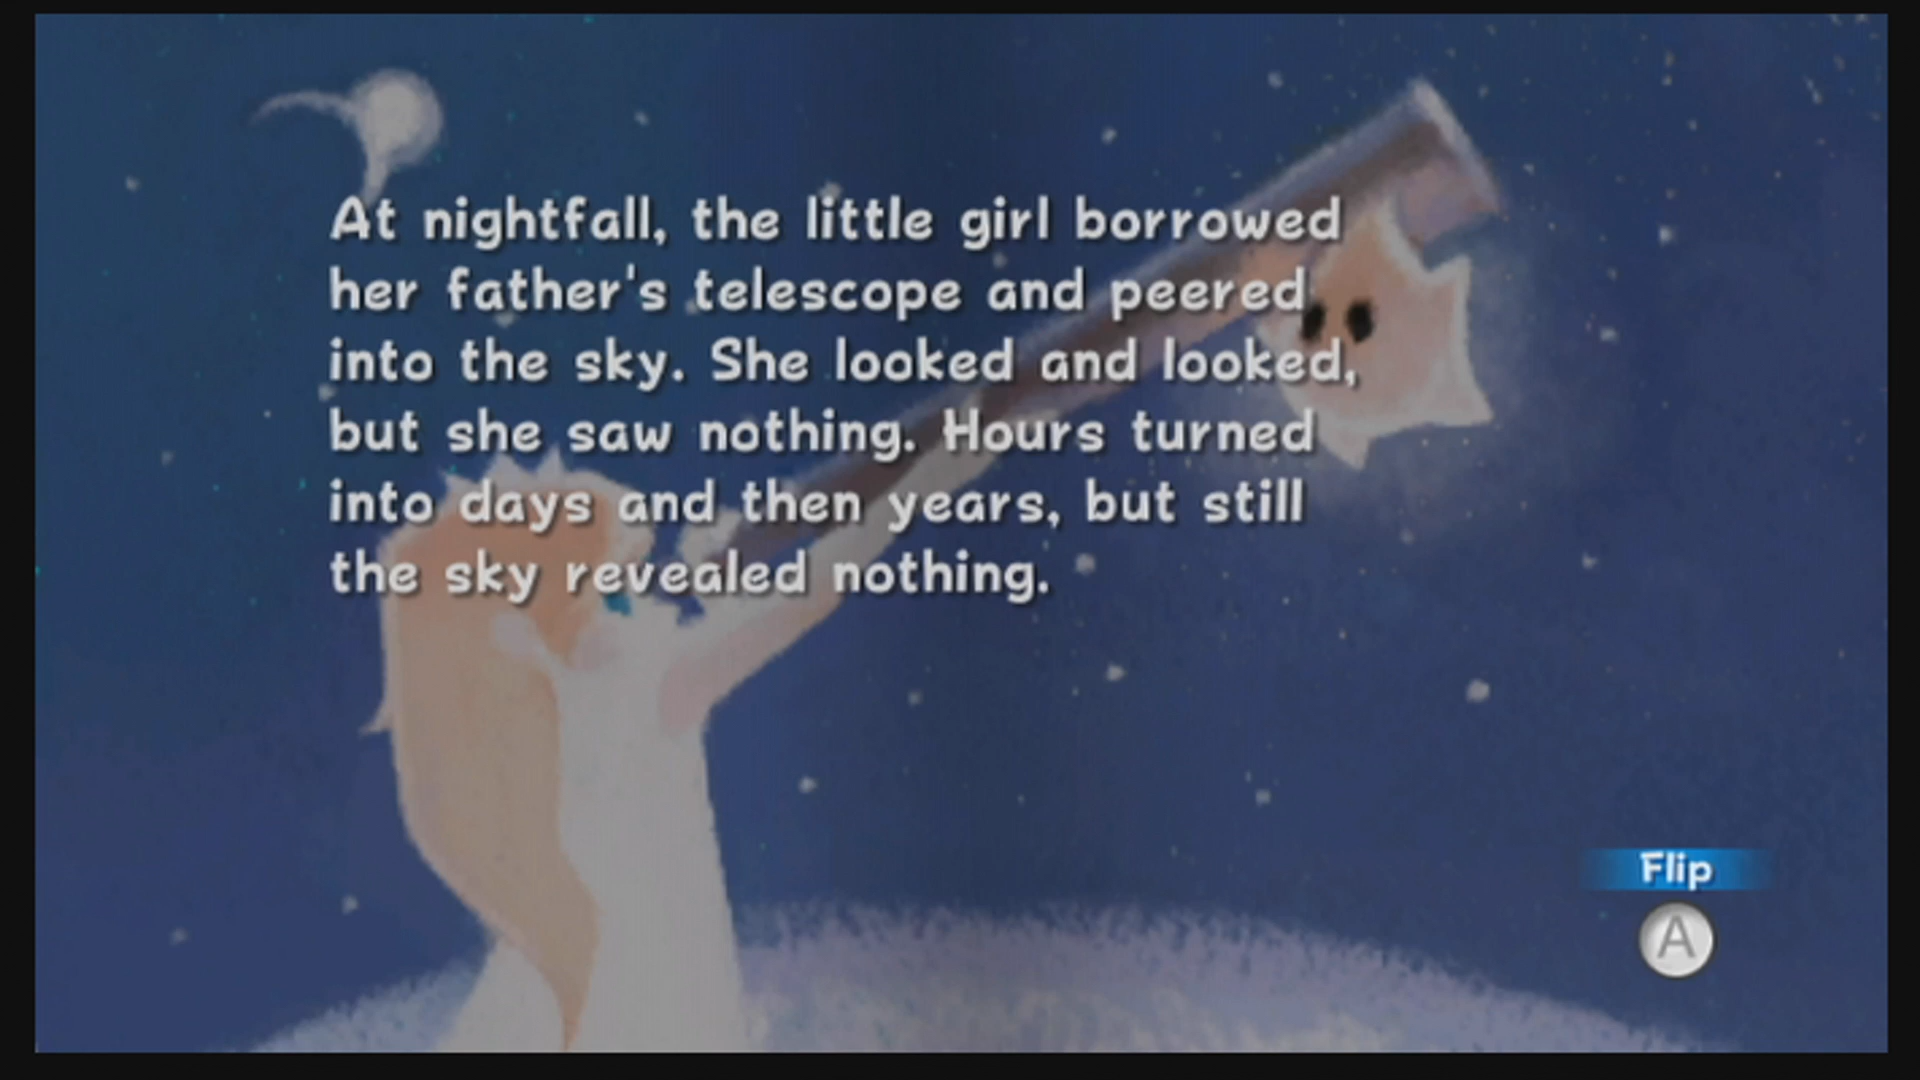 At nightfall, the little girl borrowed
her father's telescope and peered
into the sky. She looked and looked,
but she saw nothing. Hours turned
into days and then years, but still
the sky revealed nothing.
Flip
A